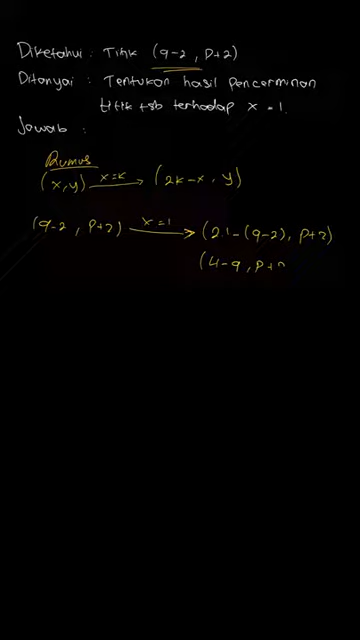 Diketahui : Titik (q-2, p+2)
Ditanyai : Tentukan hasil pencerminan
titik tsb terhadap x = 1.
Jawab :
Rumus
(x,y) x=k → (2k-x, y)
(q-2, p+2) x=1 → (2.1-(q-2), p+2)
(4-q, p+2